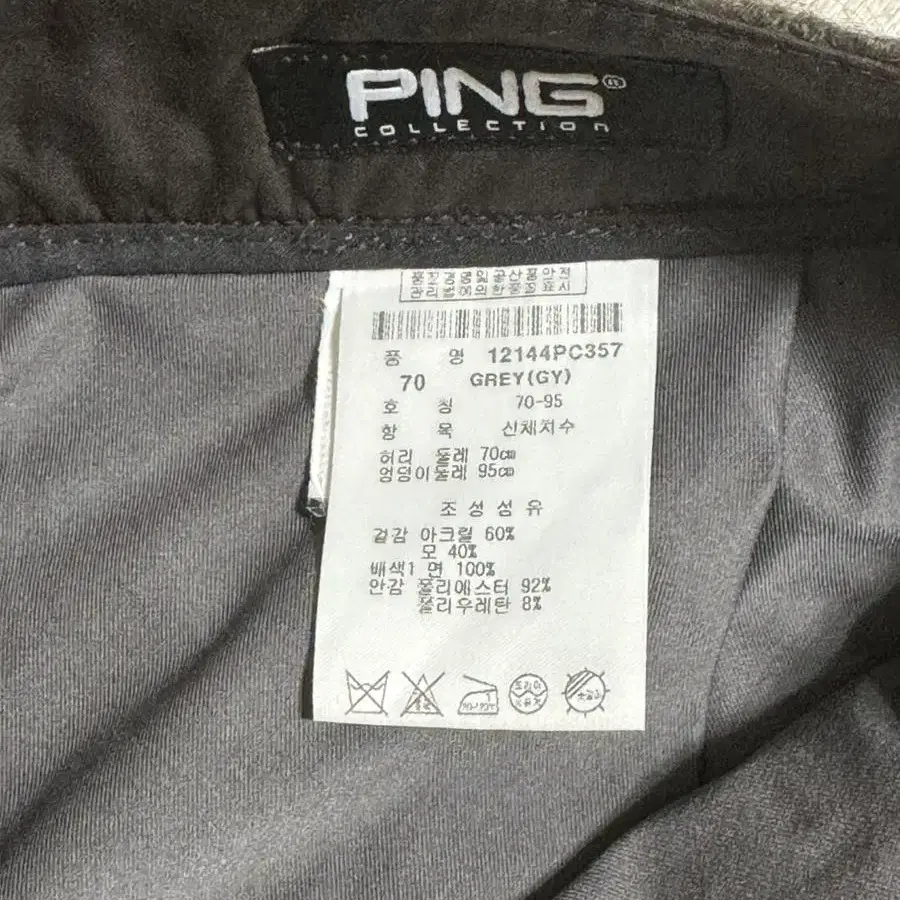 PING®
COLLECTION
품질경영및공산품안전
관리법에의한품질표시
품 명 12144PC357
70 GREY(GY)
호 칭 70-95
항 목 신체치수
허리 둘레 70cm
엉덩이둘레 95cm
조성섬유
겉감 아크릴 60%
모 40%
배색1 면 100%
안감 폴리에스터 92%
폴리우레탄 8%
드라이